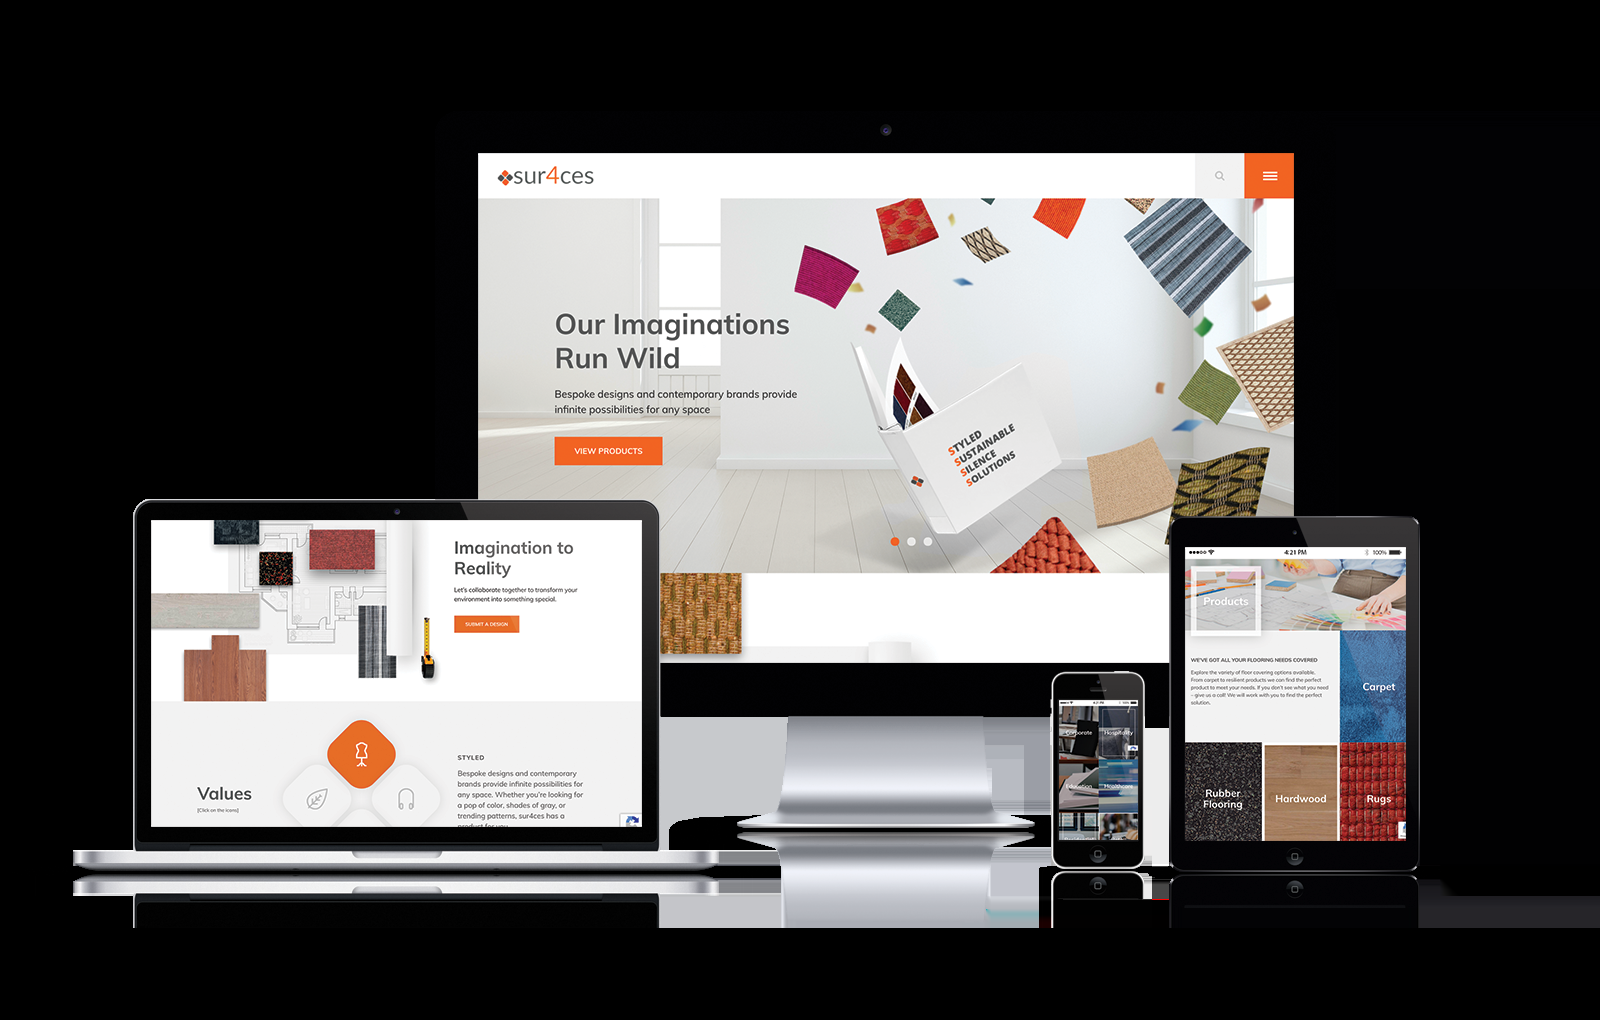 sur4ces
Our Imaginations
Run Wild
Bespoke designs and contemporary brands provide
infinite possibilities for any space
VIEW PRODUCTS
STYLED
SUSTAINABLE
SILENCE
SOLUTIONS
Imagination to
Reality
Let's collaborate together to transform your
environment into something special.
SUBMIT A DESIGN
Values
[Click on the icons]
STYLED
Bespoke designs and contemporary
brands provide infinite possibilities for
any space. Whether you're looking for
a pop of color, shades of gray, or
trending patterns, sur4ces has a
product for you
4:21 PM
Corporate
Hospitality
Education
Healthcare
4:21 PM
100%
Products
WE'VE GOT ALL YOUR FLOORING NEEDS COVERED
Explore the variety of floor covering options available.
From carpet to resilient products we can find the perfect
product to meet your needs. If you don't see what you need
– give us a call! We will work with you to find the perfect
solution.
Carpet
Rubber
Flooring
Hardwood
Rugs